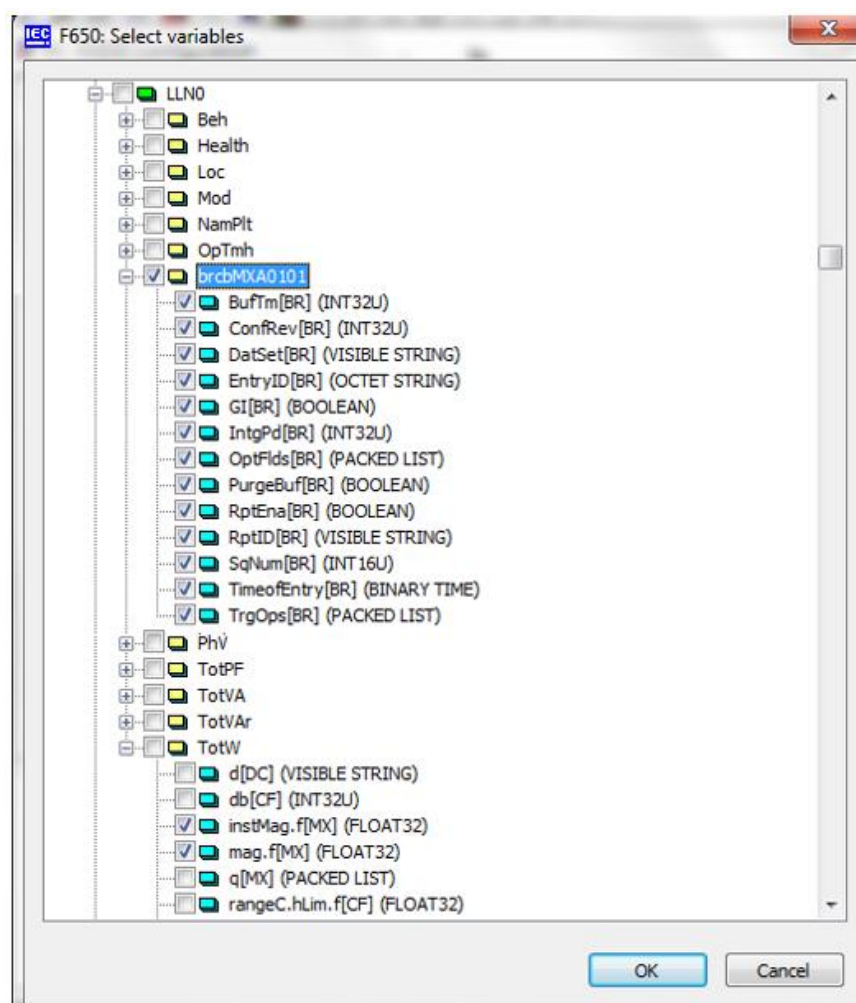 IEC F650: Select variables
LLN0
Beh
Health
Loc
Mod
NamPlt
OpTmh
brcbMXA0101
BufTm[BR] (INT32U)
ConfRev[BR] (INT32U)
DatSet[BR] (VISIBLE STRING)
EntryID[BR] (OCTET STRING)
GI[BR] (BOOLEAN)
IntgPd[BR] (INT32U)
OptFlds[BR] (PACKED LIST)
PurgeBuf[BR] (BOOLEAN)
RptEna[BR] (BOOLEAN)
RptID[BR] (VISIBLE STRING)
SqNum[BR] (INT16U)
TimeofEntry[BR] (BINARY TIME)
TrgOps[BR] (PACKED LIST)
PhV
TotPF
TotVA
TotVAr
TotW
d[DC] (VISIBLE STRING)
db[CF] (INT32U)
instMag.f[MX] (FLOAT32)
mag.f[MX] (FLOAT32)
q[MX] (PACKED LIST)
rangeC.hLim.f[CF] (FLOAT32)
OK Cancel